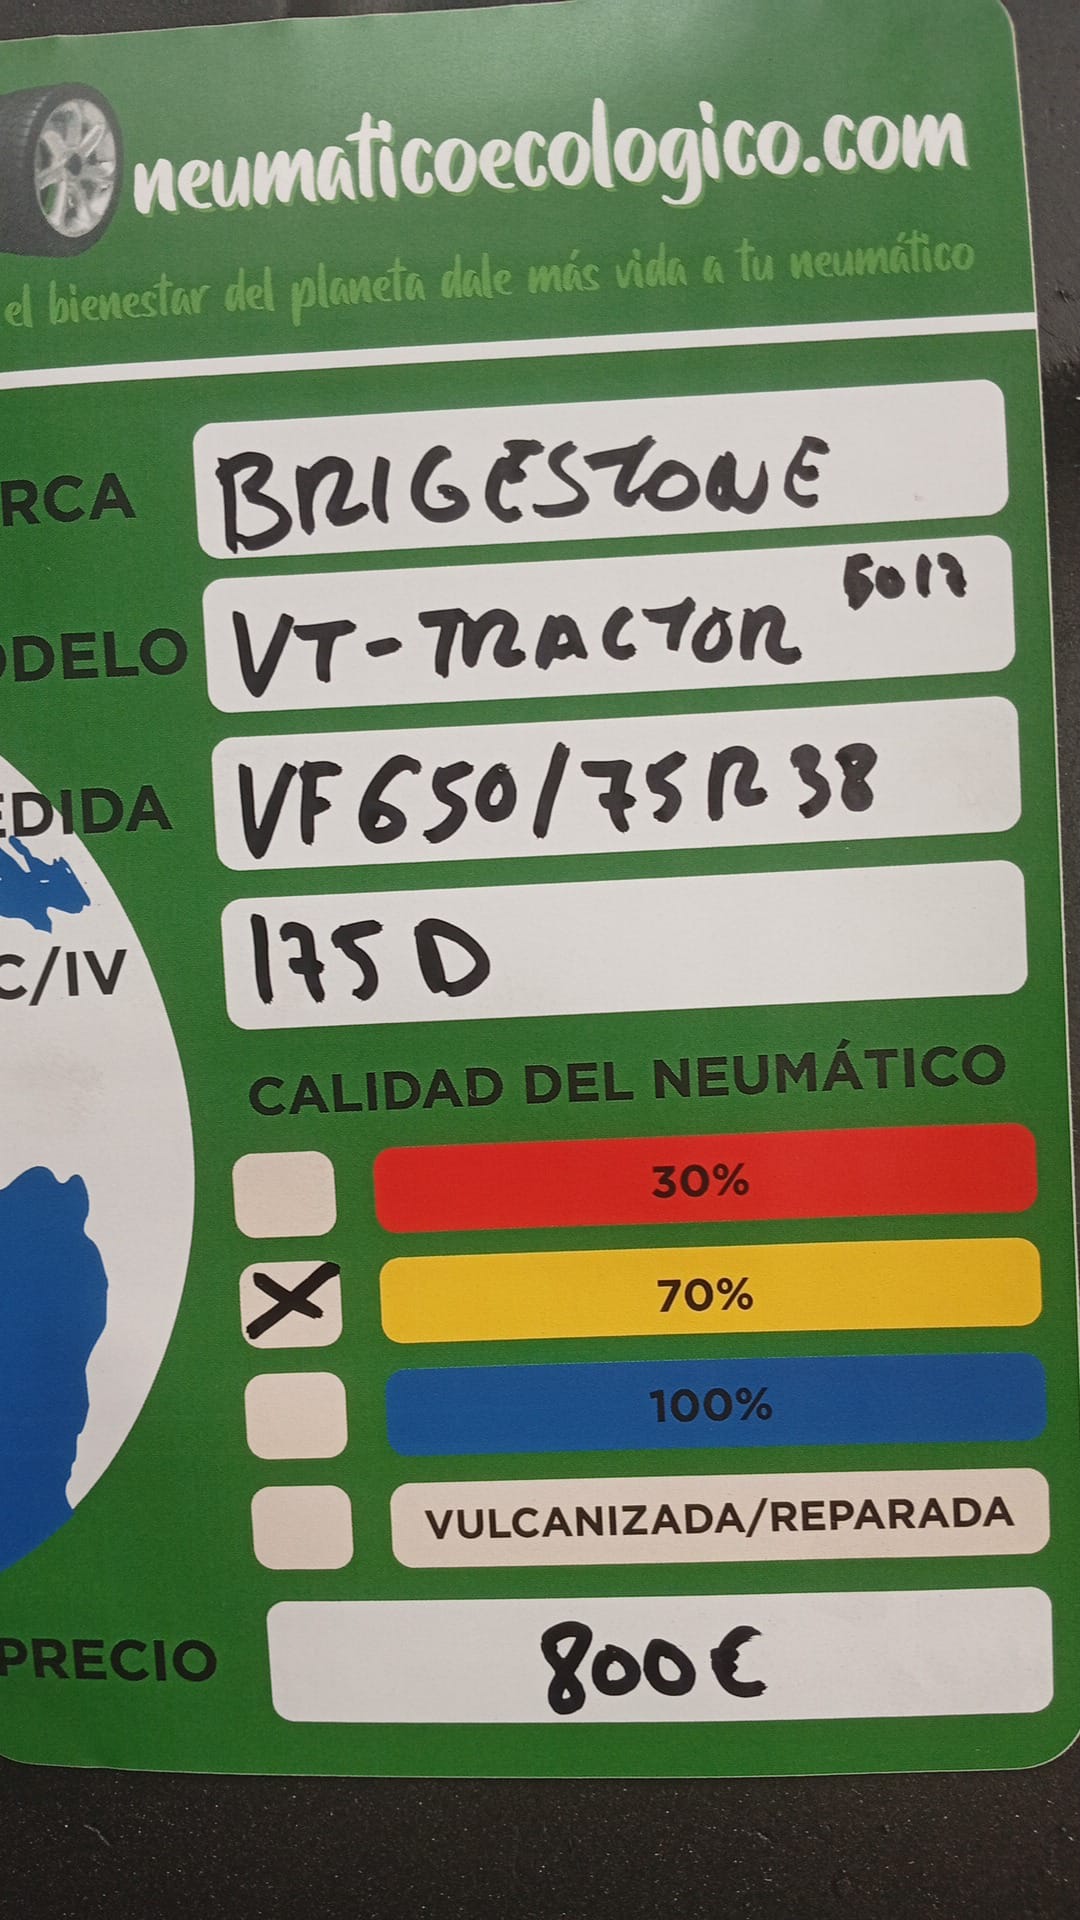 neumaticoecologico.com
el bienestar del planeta dale más vida a tu neumático
RCA BRIGESTONE
ODELO VT-TRACTOR 5017
EDIDA VF650/75R38
C/IV 175D
CALIDAD DEL NEUMÁTICO
30%
X 70%
100%
VULCANIZADA/REPARADA
PRECIO 800€